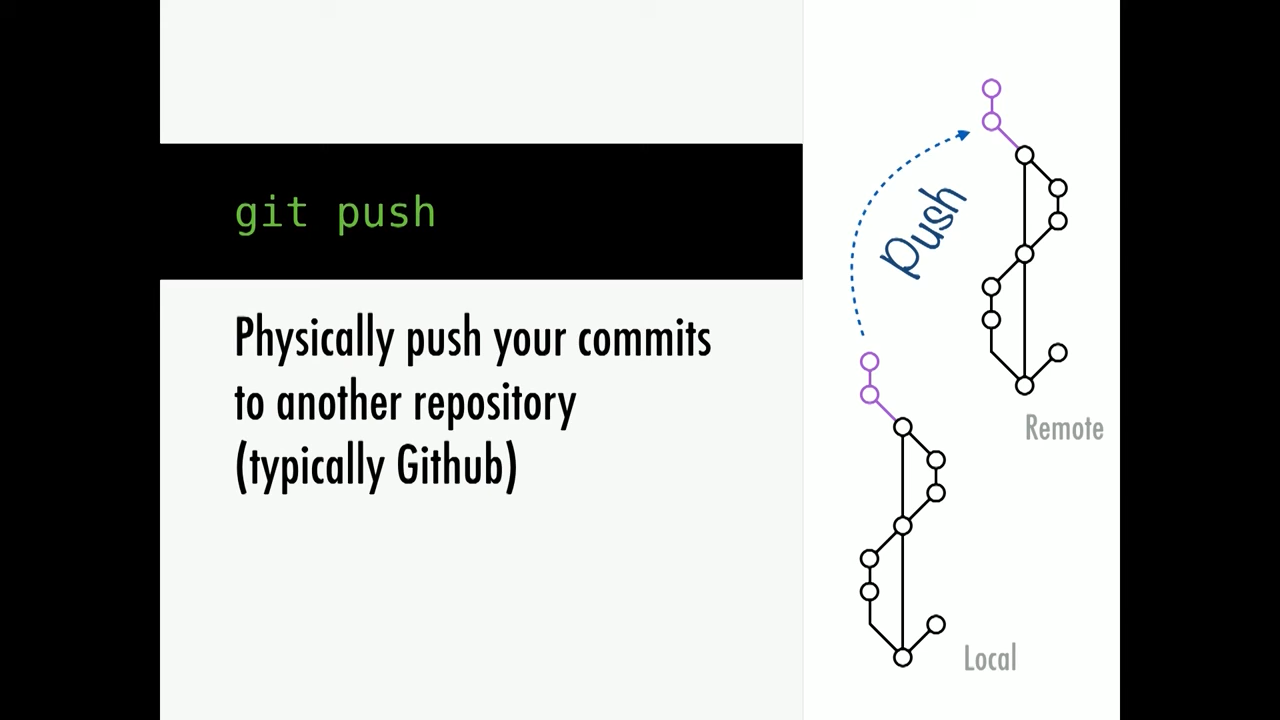 git push
Physically push your commits
to another repository
(typically Github)
Push
Remote
Local